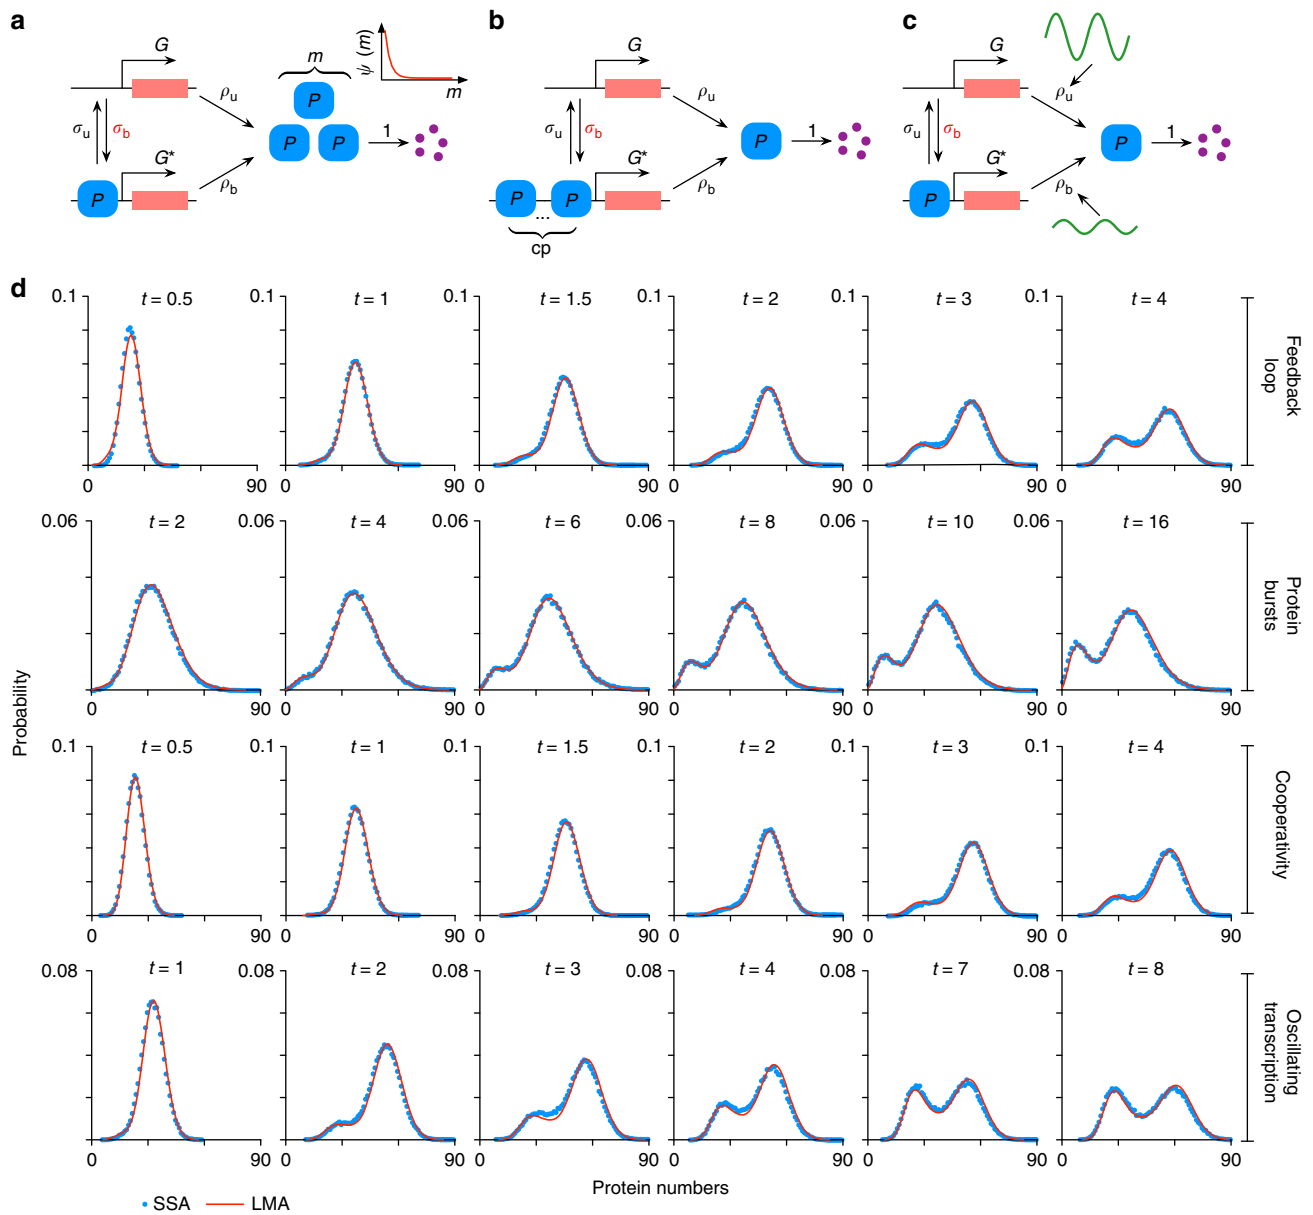 a
G
m
ψ (m)
m
ρu
σu
σb
P
P P
1
G*
P
ρb
b
G
ρu
σu
σb
P
1
G*
P ... P
ρb
cp
c
G
ρu
σu
σb
P
1
G*
P
ρb
d
0.1 t = 0.5 0.1 t = 1 0.1 t = 1.5 0.1 t = 2 0.1 t = 3 0.1 t = 4
Feedback
loop
0 90 0 90 0 90 0 90 0 90 0 90
0.06 t = 2 0.06 t = 4 0.06 t = 6 0.06 t = 8 0.06 t = 10 0.06 t = 16
Protein
bursts
0 90 0 90 0 90 0 90 0 90 0 90
Probability
0.1 t = 0.5 0.1 t = 1 0.1 t = 1.5 0.1 t = 2 0.1 t = 3 0.1 t = 4
Cooperativity
0 90 0 90 0 90 0 90 0 90 0 90
0.08 t = 1 0.08 t = 2 0.08 t = 3 0.08 t = 4 0.08 t = 7 0.08 t = 8
Oscillating
transcription
0 90 0 90 0 90 0 90 0 90 0 90
Protein numbers
SSA LMA